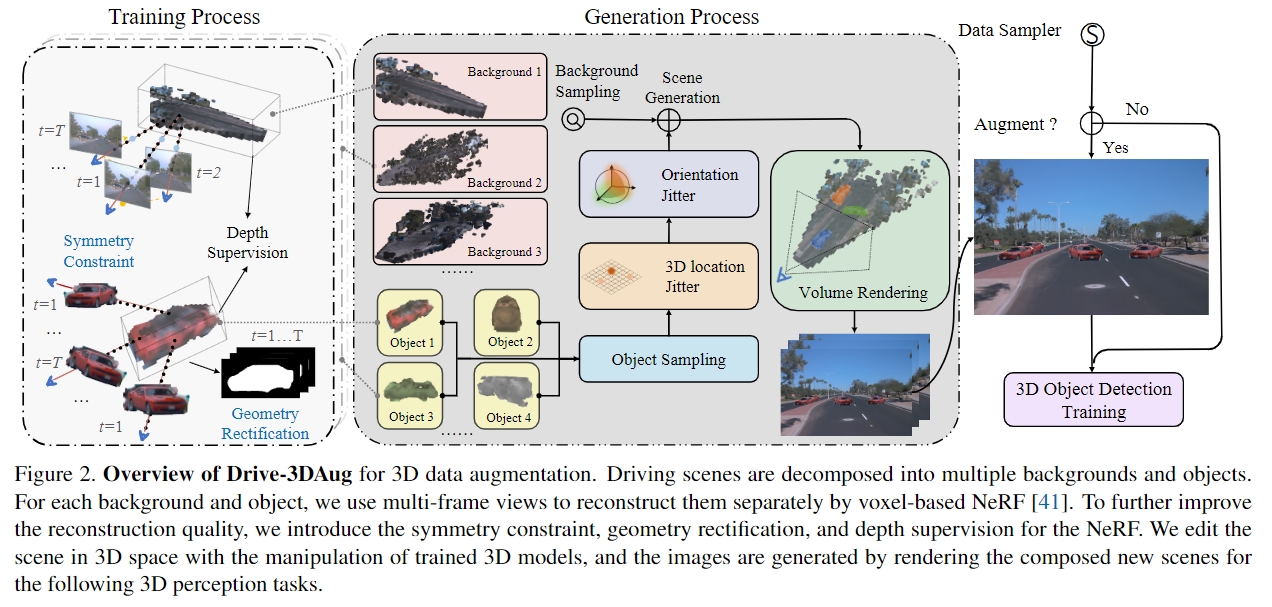 Training Process
Generation Process
t=T
...
t=1
t=2
Symmetry
Constraint
Depth
Supervision
t=1
...
t=T
...
t=1
t=1...T
Geometry
Rectification
Background 1
Background 2
Background 3
......
Object 1
Object 2
Object 3
Object 4
......
Background
Sampling
Scene
Generation
Orientation
Jitter
3D location
Jitter
Object Sampling
Volume Rendering
Data Sampler
S
Augment ?
No
Yes
3D Object Detection
Training
Figure 2. Overview of Drive-3DAug for 3D data augmentation. Driving scenes are decomposed into multiple backgrounds and objects.
For each background and object, we use multi-frame views to reconstruct them separately by voxel-based NeRF [41]. To further improve
the reconstruction quality, we introduce the symmetry constraint, geometry rectification, and depth supervision for the NeRF. We edit the
scene in 3D space with the manipulation of trained 3D models, and the images are generated by rendering the composed new scenes for
the following 3D perception tasks.